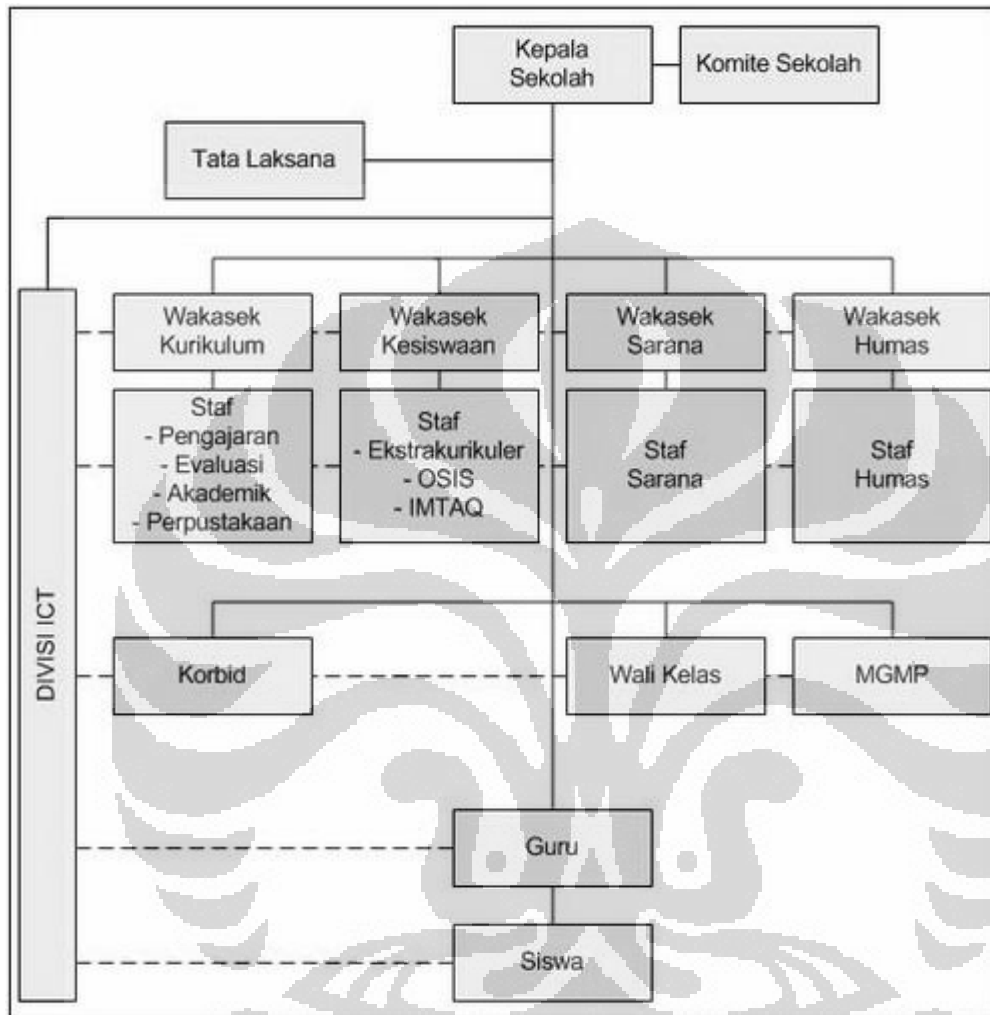 Kepala
Sekolah
Komite Sekolah
Tata Laksana
DIVISI ICT
Wakasek
Kurikulum
Wakasek
Kesiswaan
Wakasek
Sarana
Wakasek
Humas
Staf
- Pengajaran
- Evaluasi
- Akademik
- Perpustakaan
Staf
- Ekstrakurikuler
- OSIS
- IMTAQ
Staf
Sarana
Staf
Humas
Korbid
Wali Kelas
MGMP
Guru
Siswa